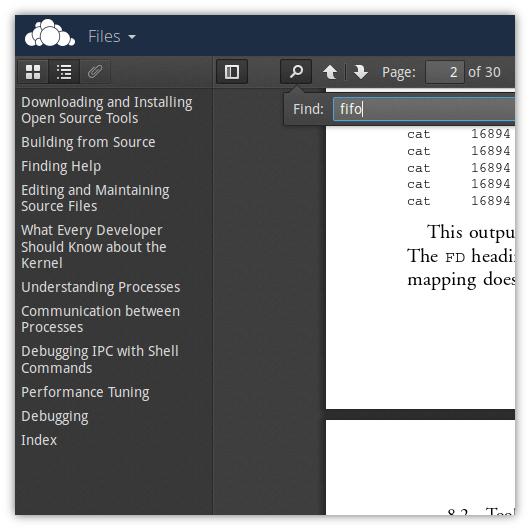 Files
Page: 2 of 30
Find: fifo
Downloading and Installing
Open Source Tools
Building from Source
Finding Help
Editing and Maintaining
Source Files
What Every Developer
Should Know about the
Kernel
Understanding Processes
Communication between
Processes
Debugging IPC with Shell
Commands
Performance Tuning
Debugging
Index
cat 16894
cat 16894
cat 16894
cat 16894
cat 16894
This outpu
The FD headi
mapping does
8.2 Tool